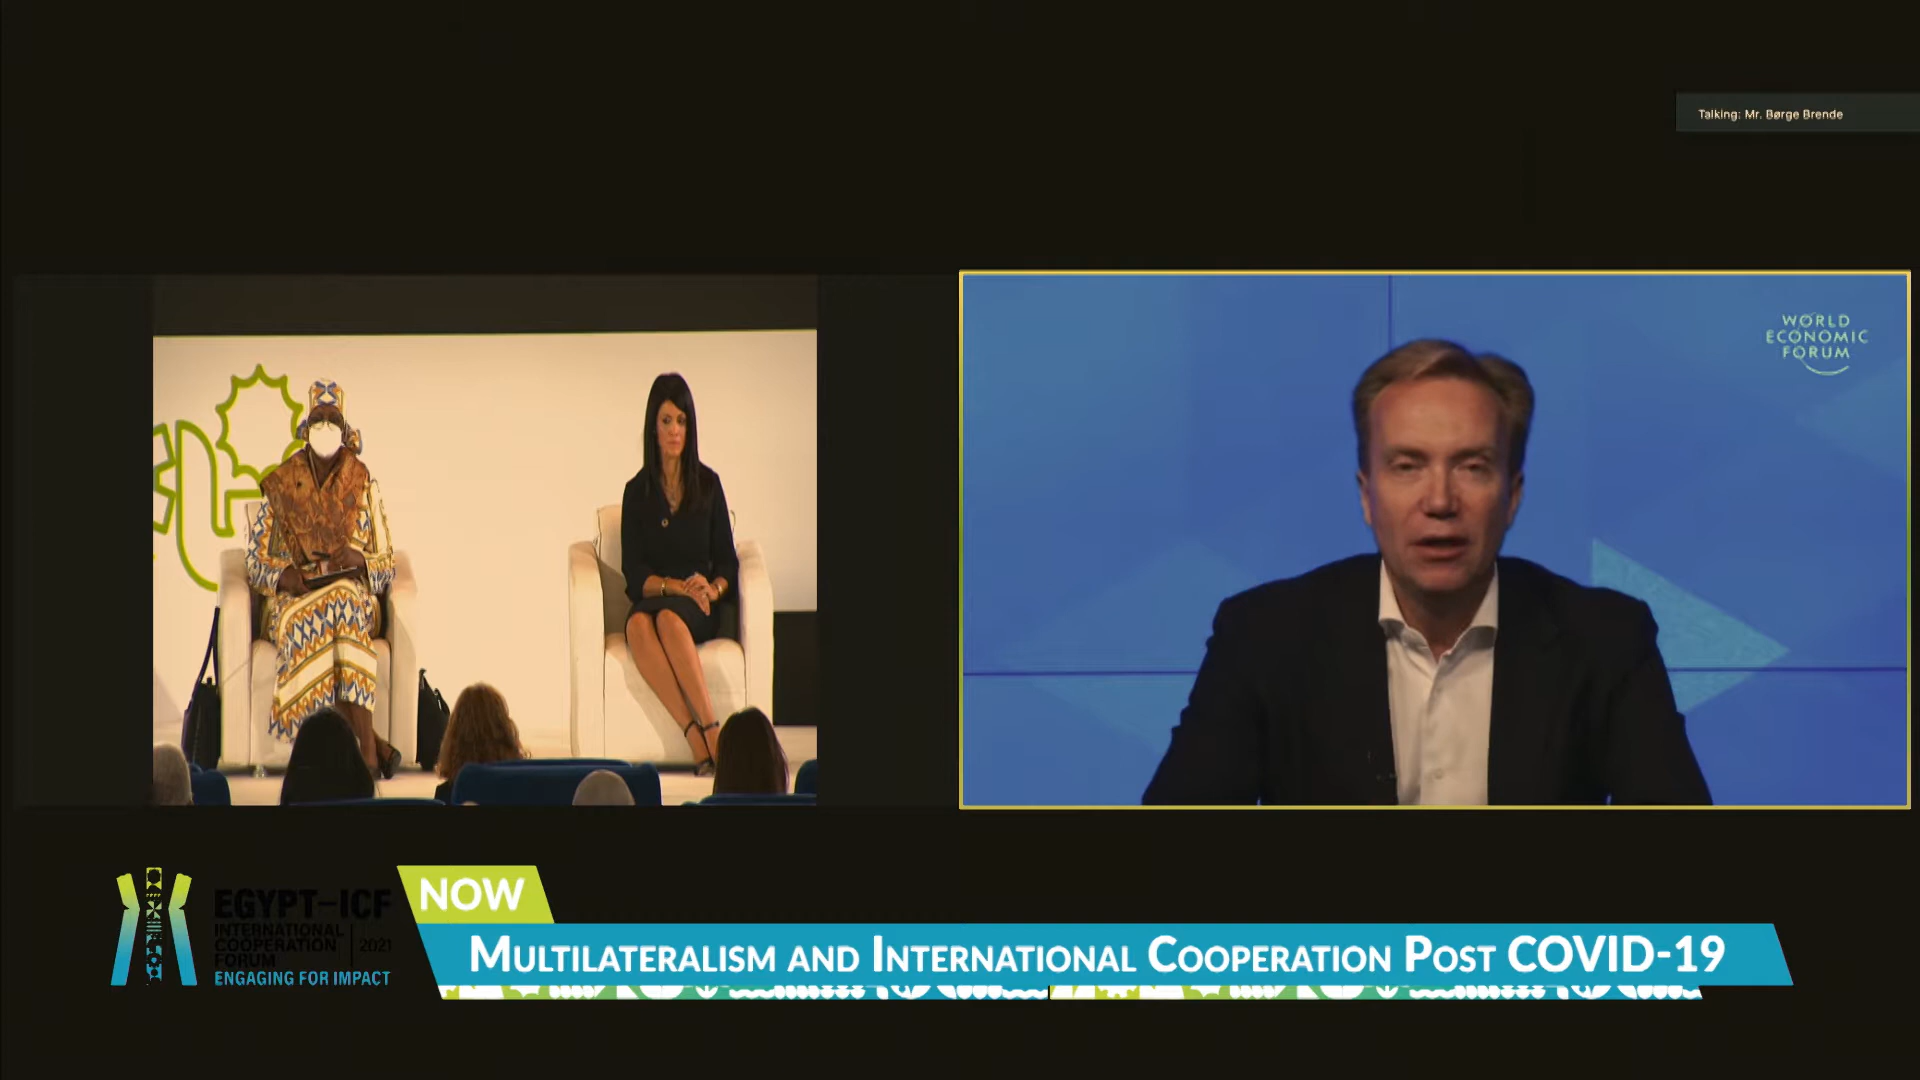 Talking: Mr. Børge Brende
WORLD
ECONOMIC
FORUM
NOW
EGYPT-ICF
INTERNATIONAL
COOPERATION
FORUM
2021
ENGAGING FOR IMPACT
MULTILATERALISM AND INTERNATIONAL COOPERATION POST COVID-19